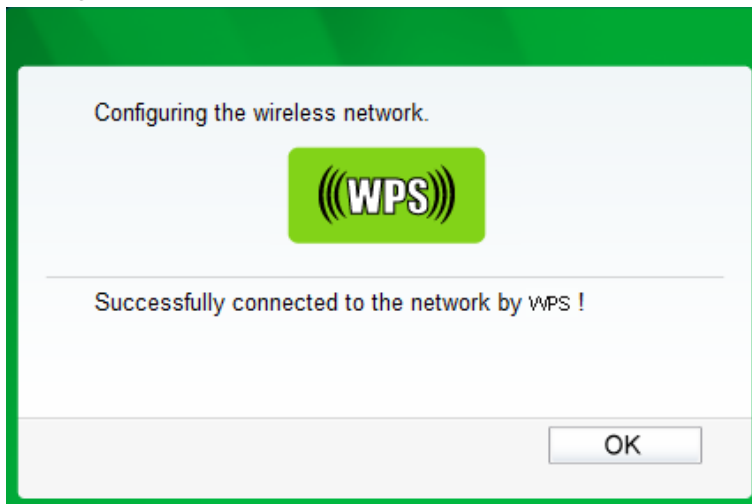 Configuring the wireless network.
(((WPS)))
Successfully connected to the network by WPS !
OK